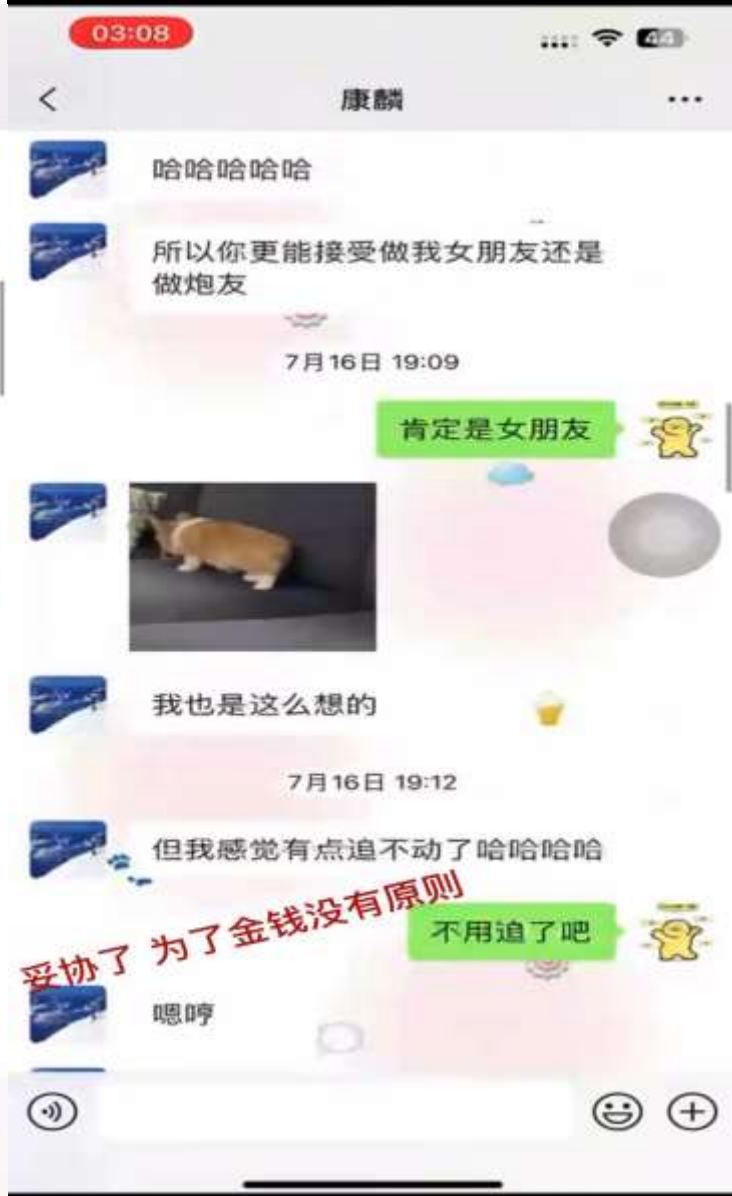 03:08
44
康麟
哈哈哈哈哈
所以你更能接受做我女朋友还是
做炮友
7月16日 19:09
肯定是女朋友
我也是这么想的
7月16日 19:12
但我感觉有点追不动了哈哈哈哈
妥协了 为了金钱没有原则
不用追了吧
嗯哼